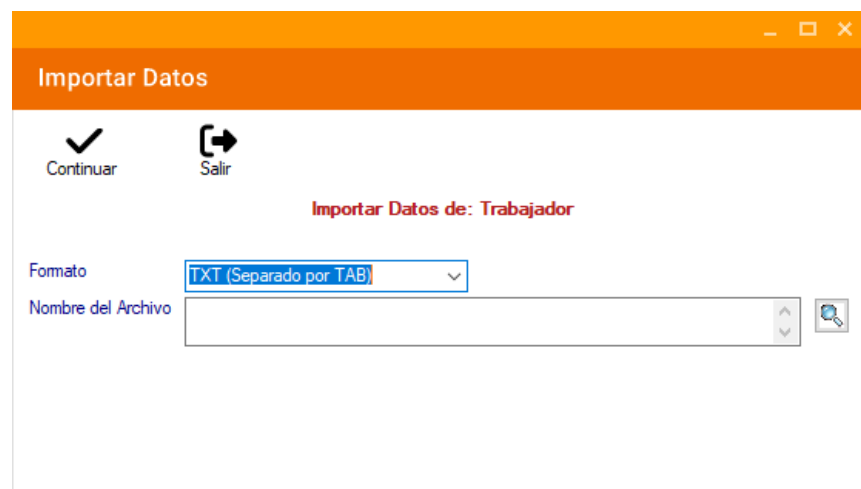 Importar Datos
Continuar Salir
Importar Datos de: Trabajador
Formato TXT (Separado por TAB)
Nombre del Archivo